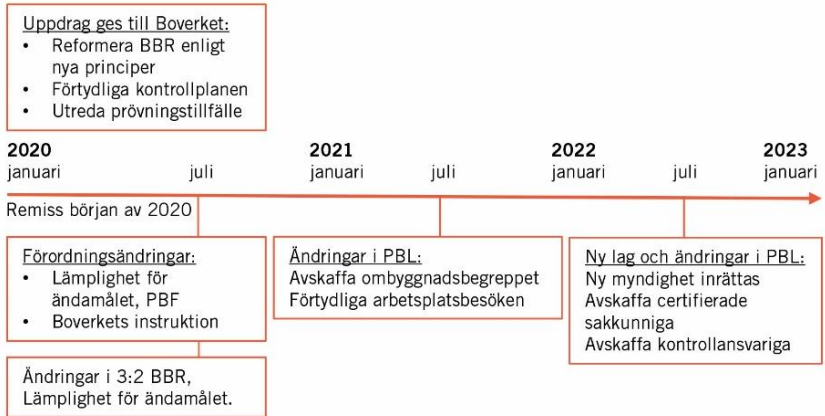 Uppdrag ges till Boverket:
• Reformera BBR enligt
nya principer
• Förtydliga kontrollplanen
• Utreda prövningstillfälle
2020 2021 2022 2023
januari juli januari juli januari juli januari
Remiss början av 2020
Förordningsändringar:
• Lämplighet för
ändamålet, PBF
• Boverkets instruktion
Ändringar i 3:2 BBR,
Lämplighet för ändamålet.
Ändringar i PBL:
Avskaffa ombyggnadsbegreppet
Förtydliga arbetsplatsbesöken
Ny lag och ändringar i PBL:
Ny myndighet inrättas
Avskaffa certifierade
sakkunniga
Avskaffa kontrollansvariga